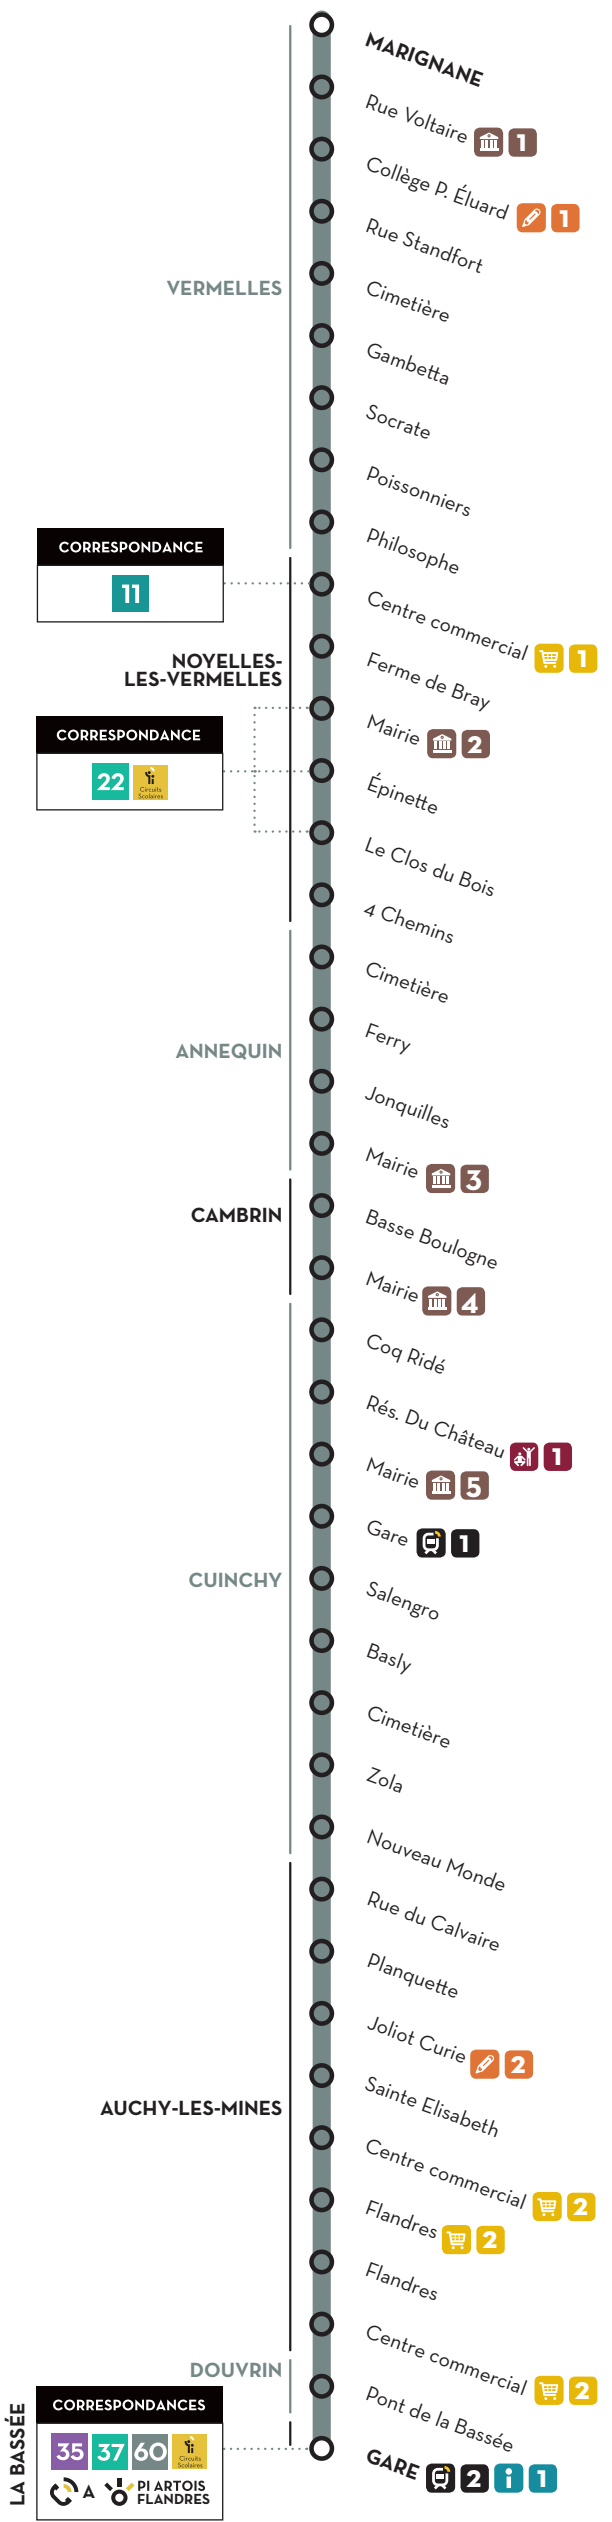 MARIGNANE
Rue Voltaire 1
Collège P. Éluard 1
Rue Standfort
VERMELLES
Cimetière
Gambetta
Socrate
Poissonniers
Philosophe
CORRESPONDANCE
11
Centre commercial 1
NOYELLES-
LES-VERMELLES
Ferme de Bray
Mairie 2
CORRESPONDANCE
22 Circuits
Scolaires
Épinette
Le Clos du Bois
4 Chemins
Cimetière
Ferry
ANNEQUIN
Jonquilles
Mairie 3
CAMBRIN
Basse Boulogne
Mairie 4
Coq Ridé
Rés. Du Château 1
Mairie 5
Gare 1
CUINCHY
Salengro
Basly
Cimetière
Zola
Nouveau Monde
Rue du Calvaire
Planquette
Joliot Curie 2
AUCHY-LES-MINES
Sainte Elisabeth
Centre commercial 2
Flandres 2
Flandres
Centre commercial 2
DOUVRIN
Pont de la Bassée
LA BASSÉE
CORRESPONDANCES
35 37 60 Circuits
Scolaires
A PI ARTOIS
FLANDRES
GARE 2 i 1